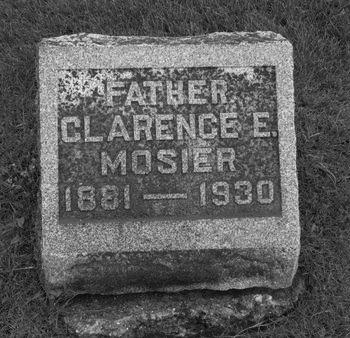 FATHER
CLARENCE E.
MOSIER
1881 — 1930